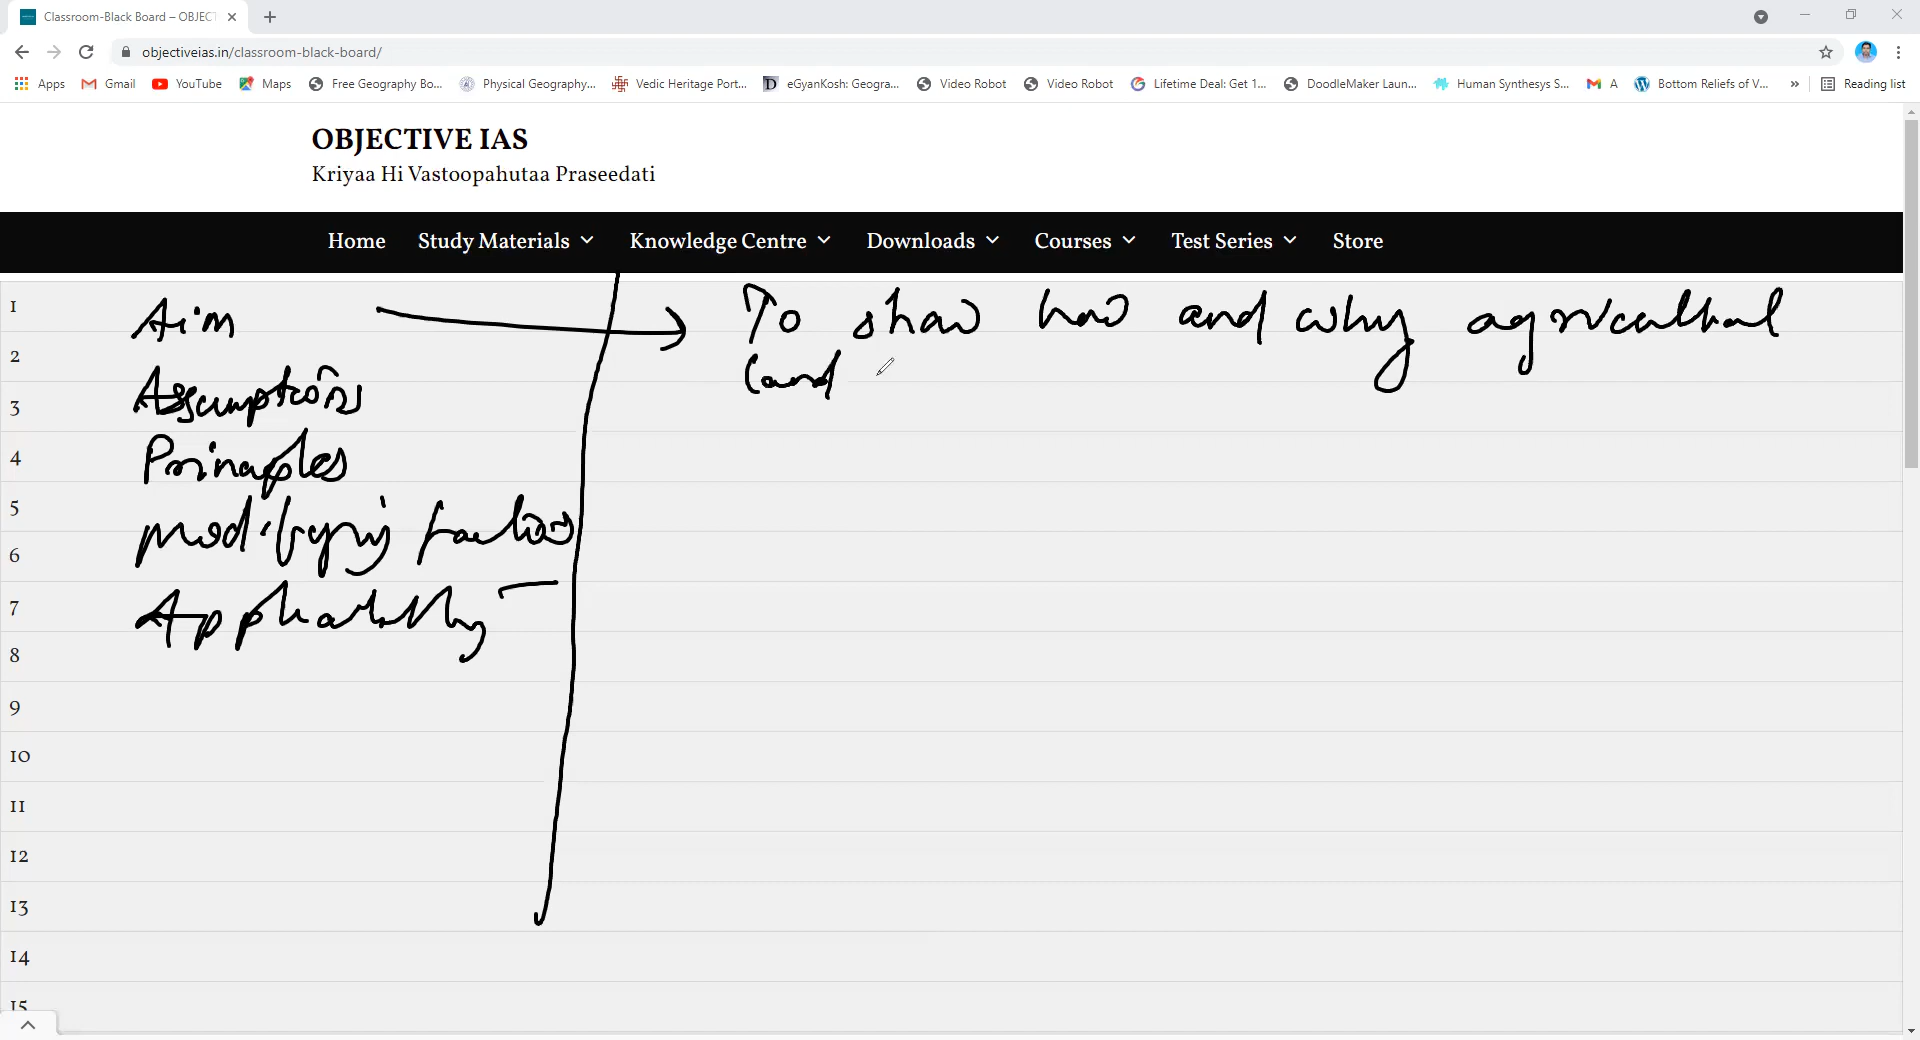 Classroom-Black Board – OBJECT
objectiveias.in/classroom-black-board/
Apps Gmail YouTube Maps Free Geography Bo... Physical Geography... Vedic Heritage Port... eGyanKosh: Geogra... Video Robot Video Robot Lifetime Deal: Get 1... DoodleMaker Laun... Human Synthesys S... A Bottom Reliefs of V... » Reading list
OBJECTIVE IAS
Kriyaa Hi Vastoopahutaa Praseedati
Home Study Materials Knowledge Centre Downloads Courses Test Series Store
1 Aim To show how and why agricultural
2 land
3 Assumptions
4 Principles
5 modifying factors
6
7 Applicability
8
9
10
11
12
13
14
15